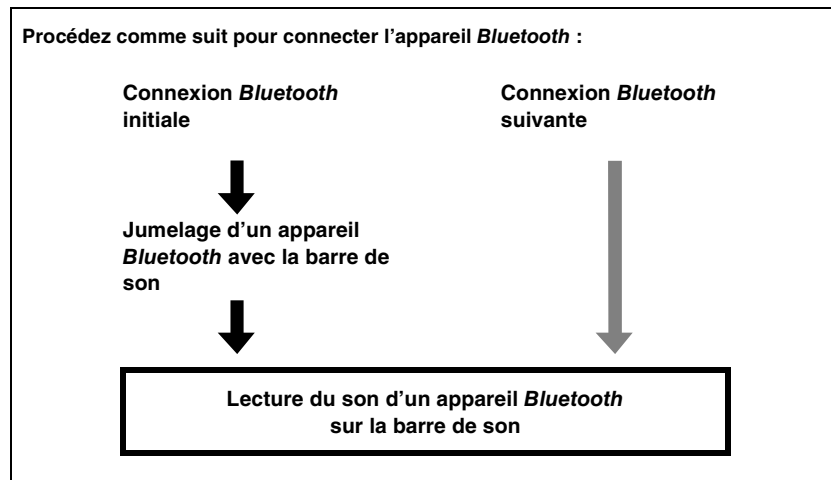 Procédez comme suit pour connecter l’appareil Bluetooth :
Connexion Bluetooth
initiale
Connexion Bluetooth
suivante
Jumelage d’un appareil
Bluetooth avec la barre de
son
Lecture du son d’un appareil Bluetooth
sur la barre de son